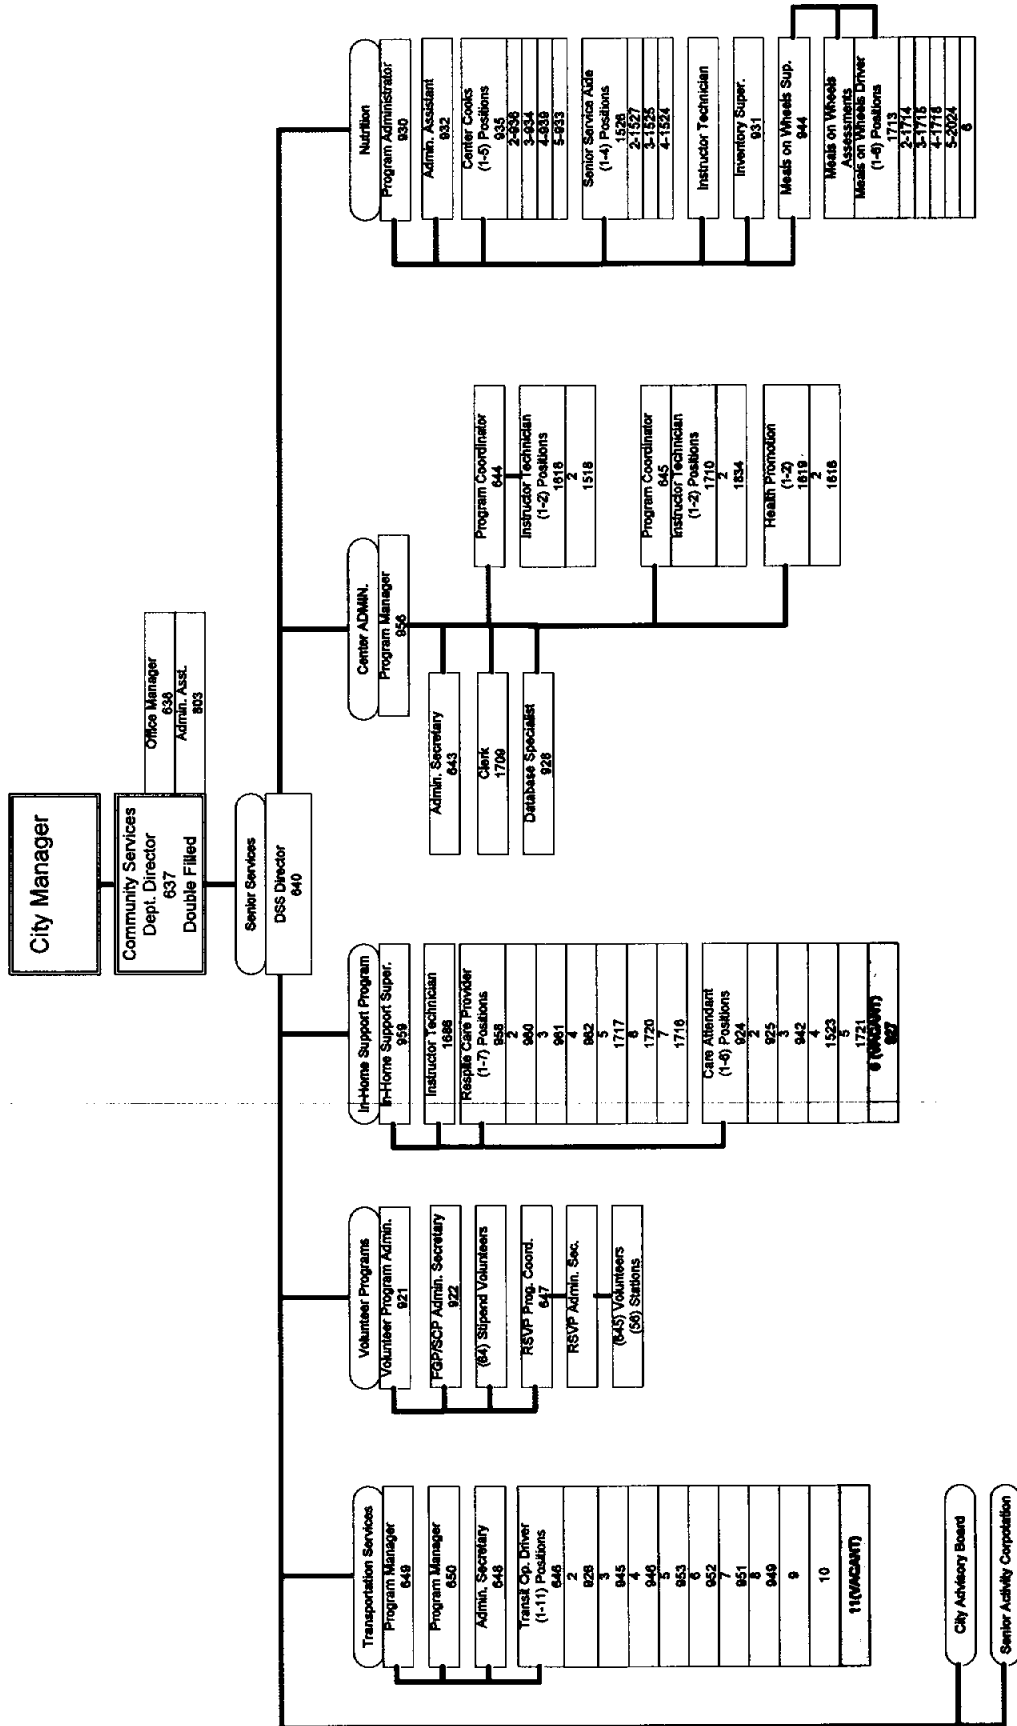 City Manager
Community Services
Dept. Director
637
Double Filled
Office Manager
638
Admin. Asst.
803
Senior Services
DSS Director
640
Transportation Services
Program Manager
649
Program Manager
650
Admin. Secretary
648
Transit Op. Driver
(1-11) Positions
646
2
926
3
945
4
946
5
953
6
952
7
951
8
949
9
10
11(VACANT)
City Advisory Board
Senior Activity Corpotation
Volunteer Programs
Volunteer Program Admin.
921
FGP/SCP Admin. Secretary
922
(64) Stipend Volunteers
RSVP Prog. Coord.
647
RSVP Admin. Sec.
(645) Volunteers
(56) Stations
In-Home Support Program
In-Home Support Super.
959
Instructor Technician
1686
Respite Care Provider
(1-7) Positions
958
2
960
3
961
4
962
5
1717
6
1720
7
1716
Care Attendant
(1-6) Positions
924
2
925
3
942
4
1523
5
1721
6 (VACANT)
927
Center ADMIN.
Program Manager
956
Admin. Secretary
643
Clerk
1709
Database Specialist
928
Program Coordinator
644
Instructor Technician
(1-2) Positions
1618
2
1518
Program Coordinator
645
Instructor Technician
(1-2) Positions
1710
2
1834
Health Promotion
(1-2)
1619
2
1616
Nutrition
Program Administrator
930
Admin. Assistant
932
Center Cooks
(1-5) Positions
935
2-936
3-934
4-939
5-933
Senior Service Aide
(1-4) Positions
1526
2-1527
3-1525
4-1524
Instructor Technician
Inventory Super.
931
Meals on Wheels Sup.
944
Meals on Wheels
Assessments
Meals on Wheels Driver
(1-6) Positions
1713
2-1714
3-1715
4-1716
5-2024
6